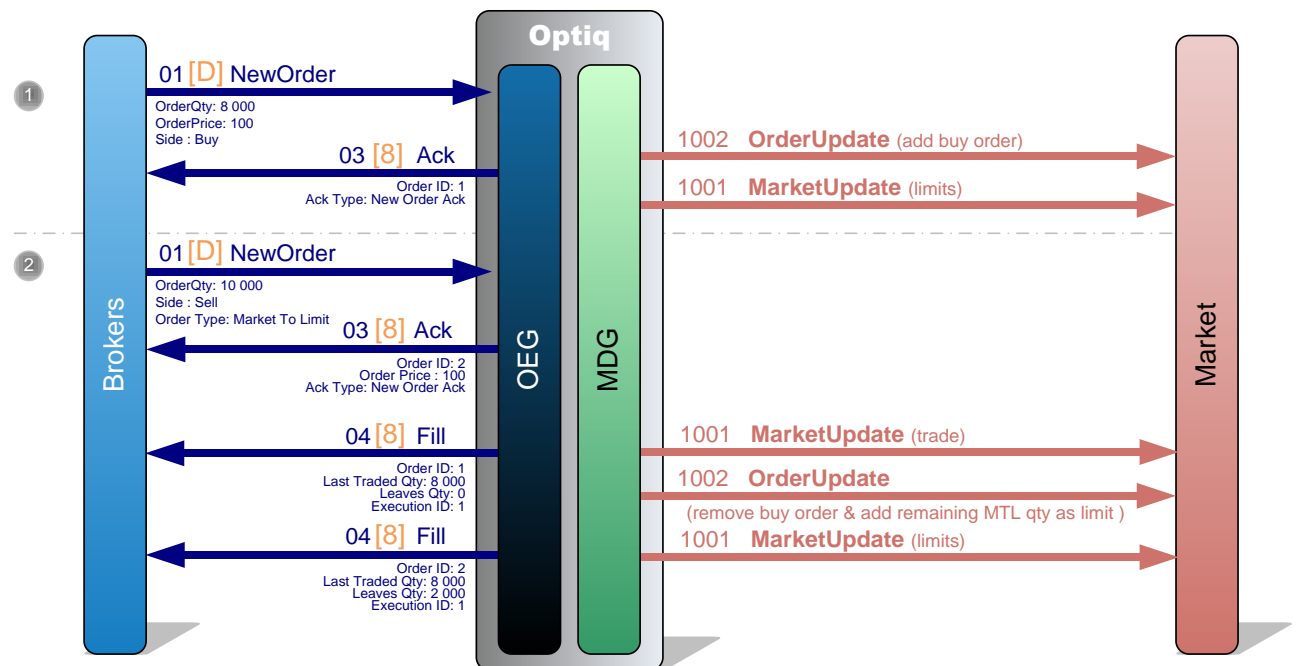 Optiq
1
01 [D] NewOrder
OrderQty: 8 000
OrderPrice: 100
Side : Buy
1002 OrderUpdate (add buy order)
03 [8] Ack
Order ID: 1
Ack Type: New Order Ack
1001 MarketUpdate (limits)
2
01 [D] NewOrder
OrderQty: 10 000
Side : Sell
Order Type: Market To Limit
03 [8] Ack
Order ID: 2
Order Price : 100
Ack Type: New Order Ack
Brokers
OEG
MDG
Market
04 [8] Fill
Order ID: 1
Last Traded Qty: 8 000
Leaves Qty: 0
Execution ID: 1
1001 MarketUpdate (trade)
1002 OrderUpdate
(remove buy order & add remaining MTL qty as limit )
04 [8] Fill
Order ID: 2
Last Traded Qty: 8 000
Leaves Qty: 2 000
Execution ID: 1
1001 MarketUpdate (limits)